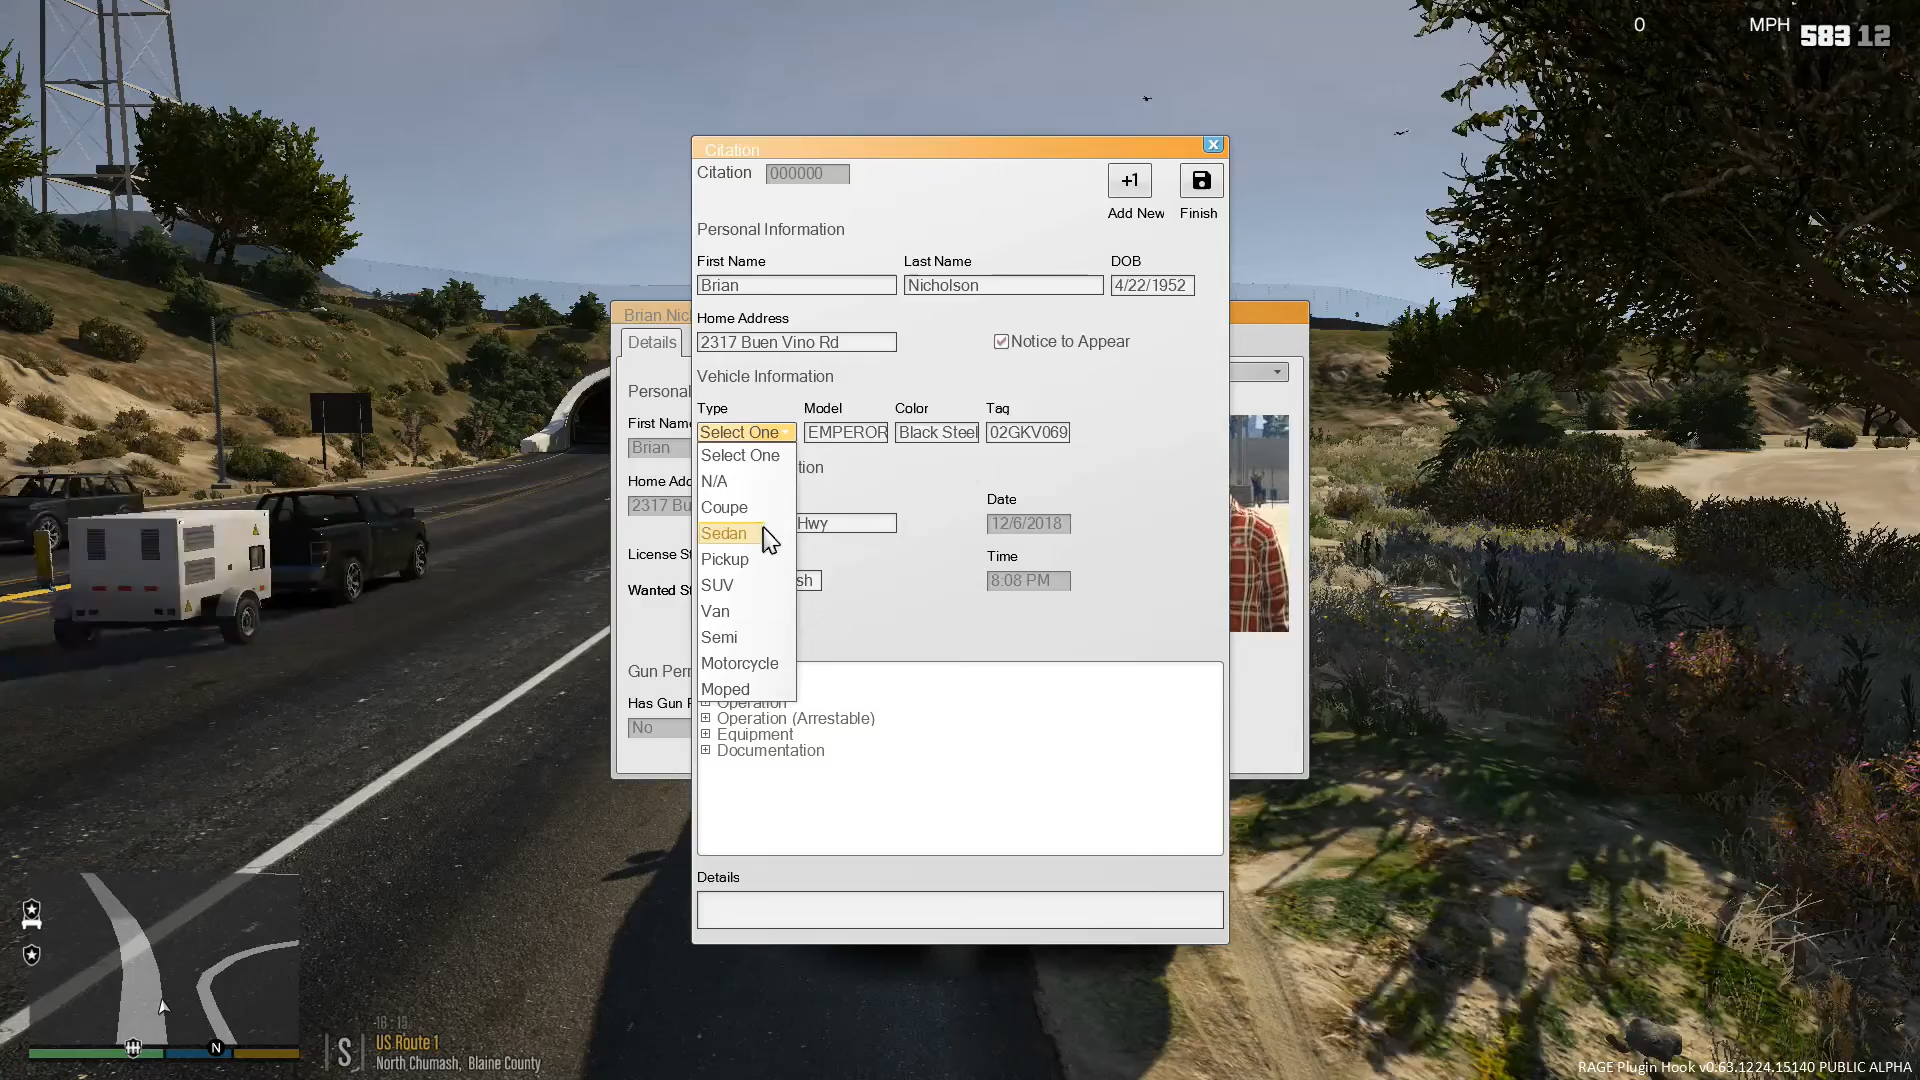 0 MPH 583 12
Citation
Citation 000000
+1
Add New Finish
Personal Information
First Name Last Name DOB
Brian Nicholson 4/22/1952
Home Address
2317 Buen Vino Rd Notice to Appear
Vehicle Information
Type Model Color Tag
Select One EMPEROR Black Steel 02GKV069
Select One
N/A
Coupe
Sedan
Pickup
SUV
Van
Semi
Motorcycle
Moped
tion
Date
Hwy 12/6/2018
Time
sh 8:08 PM
Operation
Operation (Arrestable)
Equipment
Documentation
Details
Brian Nic
Details
Personal
First Name
Brian
Home Add
2317 Bu
License St
Wanted St
Gun Perm
Has Gun P
No
N
S
US Route 1
North Chumash, Blaine County
RAGE Plugin Hook v0.63.1224.15140 PUBLIC ALPHA